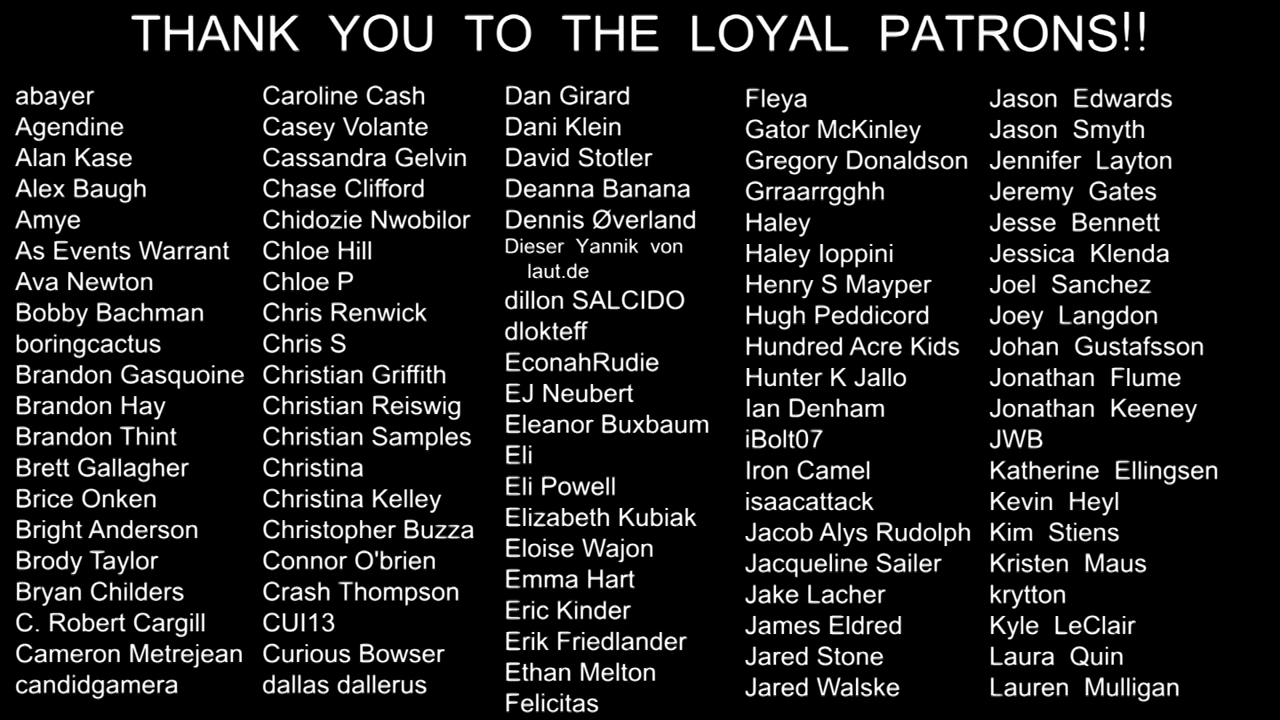 THANK YOU TO THE LOYAL PATRONS!!
abayer
Agendine
Alan Kase
Alex Baugh
Amye
As Events Warrant
Ava Newton
Bobby Bachman
boringcactus
Brandon Gasquoine
Brandon Hay
Brandon Thint
Brett Gallagher
Brice Onken
Bright Anderson
Brody Taylor
Bryan Childers
C. Robert Cargill
Cameron Metrejean
candidgamera
Caroline Cash
Casey Volante
Cassandra Gelvin
Chase Clifford
Chidozie Nwobilor
Chloe Hill
Chloe P
Chris Renwick
Chris S
Christian Griffith
Christian Reiswig
Christian Samples
Christina
Christina Kelley
Christopher Buzza
Connor O'brien
Crash Thompson
CUI13
Curious Bowser
dallas dallerus
Dan Girard
Dani Klein
David Stotler
Deanna Banana
Dennis Øverland
Dieser Yannik von
laut.de
dillon SALCIDO
dlokteff
EconahRudie
EJ Neubert
Eleanor Buxbaum
Eli
Eli Powell
Elizabeth Kubiak
Eloise Wajon
Emma Hart
Eric Kinder
Erik Friedlander
Ethan Melton
Felicitas
Fleya
Gator McKinley
Gregory Donaldson
Grraarrgghh
Haley
Haley Ioppini
Henry S Mayper
Hugh Peddicord
Hundred Acre Kids
Hunter K Jallo
Ian Denham
iBolt07
Iron Camel
isaacattack
Jacob Alys Rudolph
Jacqueline Sailer
Jake Lacher
James Eldred
Jared Stone
Jared Walske
Jason Edwards
Jason Smyth
Jennifer Layton
Jeremy Gates
Jesse Bennett
Jessica Klenda
Joel Sanchez
Joey Langdon
Johan Gustafsson
Jonathan Flume
Jonathan Keeney
JWB
Katherine Ellingsen
Kevin Heyl
Kim Stiens
Kristen Maus
krytton
Kyle LeClair
Laura Quin
Lauren Mulligan